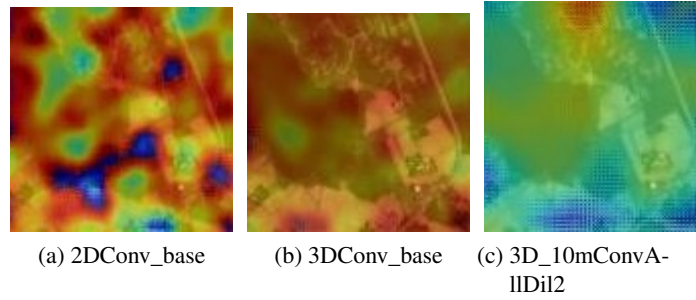 (a) 2DConv_base
(b) 3DConv_base
(c) 3D_10mConvA-
llDil2